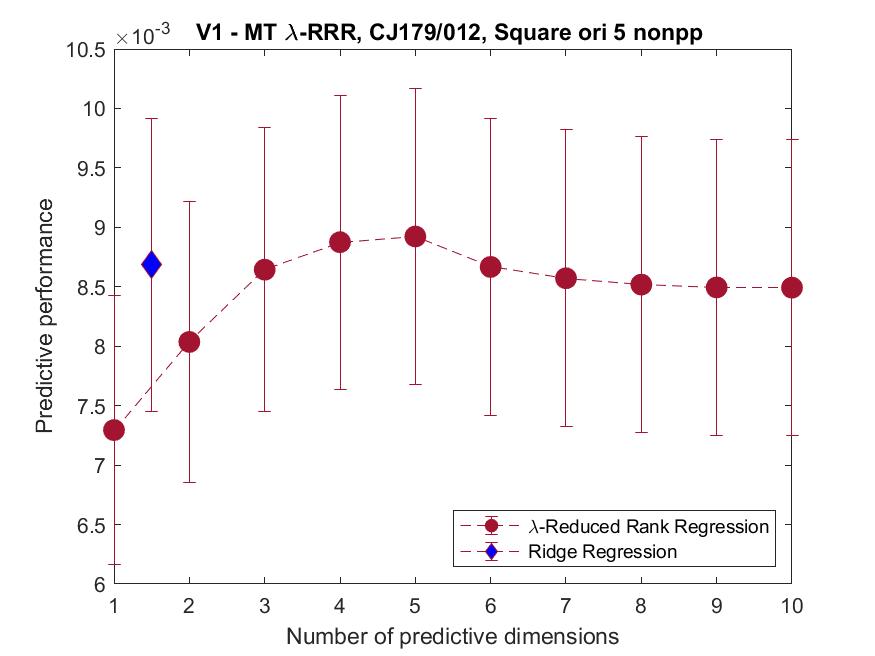 ×10-3
V1 - MT λ-RRR, CJ179/012, Square ori 5 nonpp
10.5
10
9.5
9
8.5
8
7.5
7
6.5
6
Predictive performance
1 2 3 4 5 6 7 8 9 10
Number of predictive dimensions
λ-Reduced Rank Regression
Ridge Regression